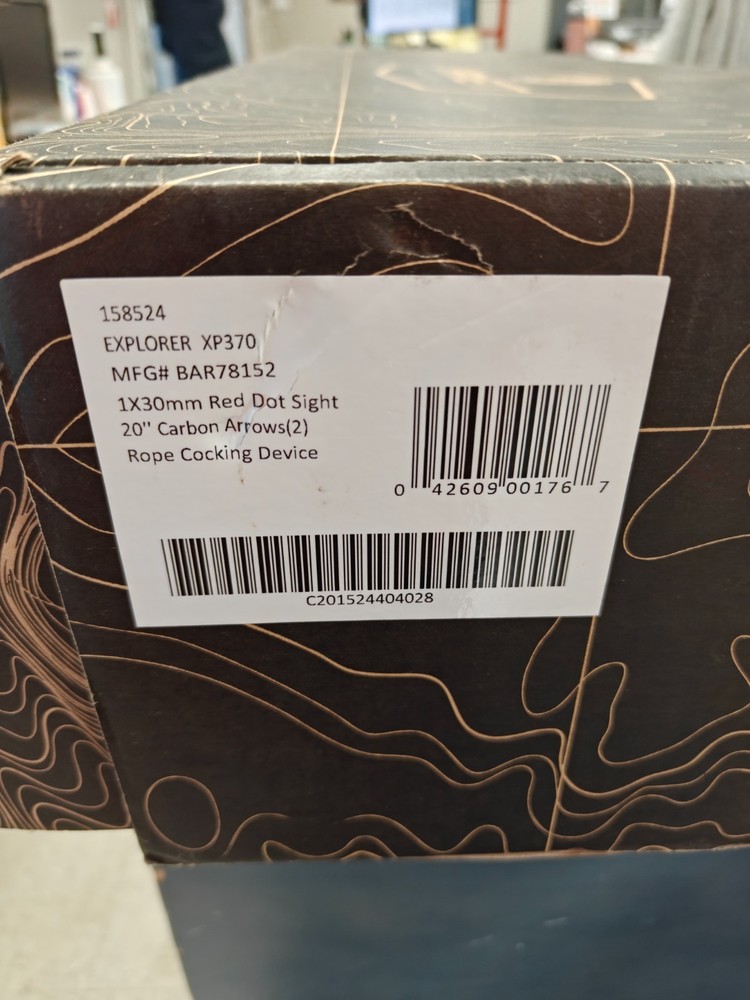 158524
EXPLORER XP370
MFG# BAR78152
1X30mm Red Dot Sight
20" Carbon Arrows(2)
Rope Cocking Device
0 42609 00176 7
C201524404028